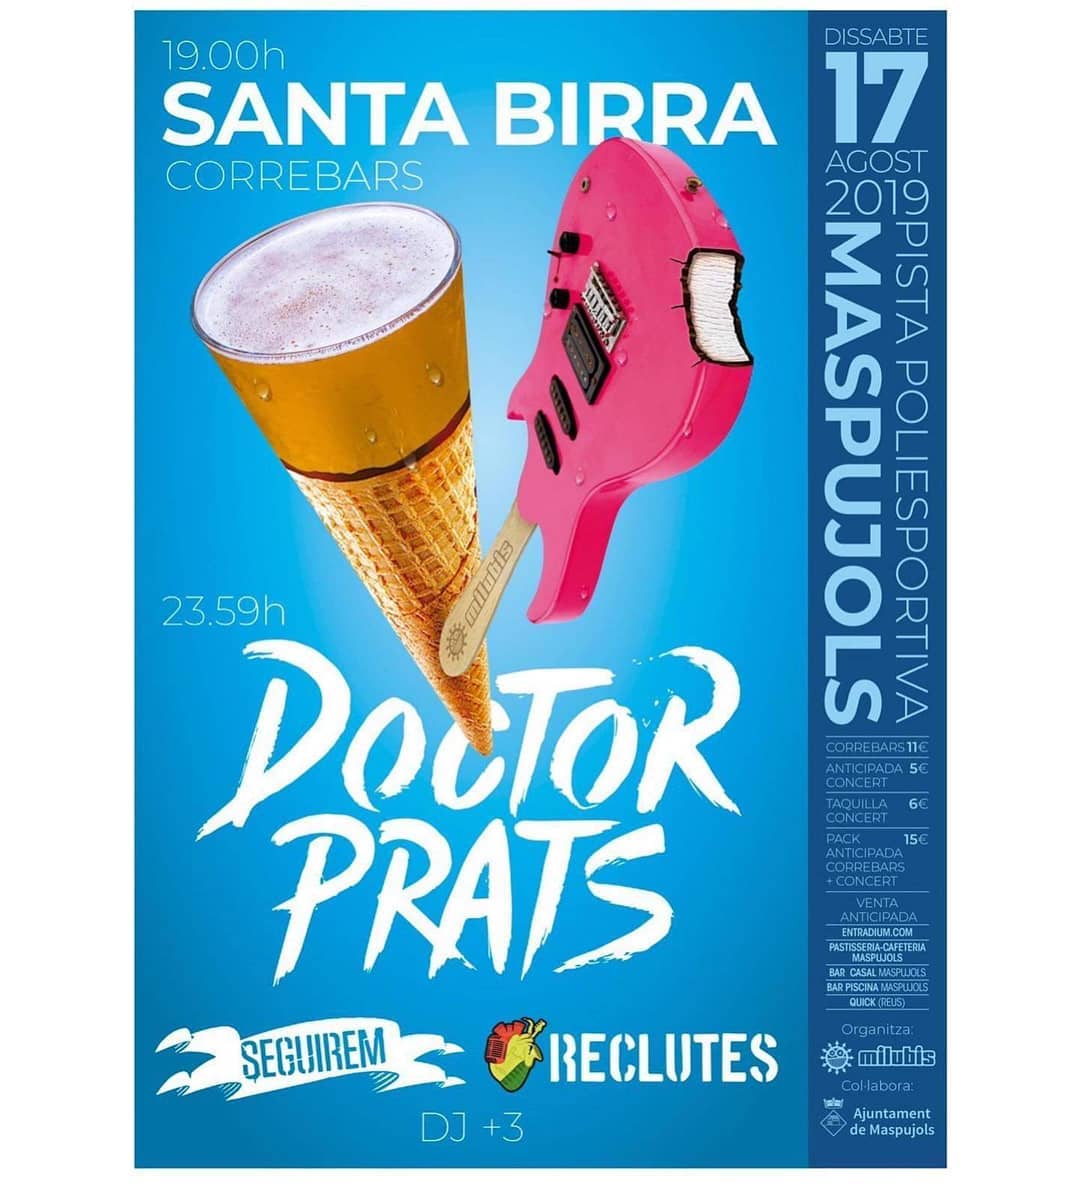 19.00h
SANTA BIRRA
CORREBARS
milubis
23.59h
DOCTOR
PRATS
SEGUIREM
RECLUTES
DJ +3
DISSABTE
17
AGOST
2019
MASPUJOLS
PISTA POLIESPORTIVA
CORREBARS 11€
ANTICIPADA 5€
CONCERT
TAQUILLA 6€
CONCERT
PACK 15€
ANTICIPADA
CORREBARS
+ CONCERT
VENTA
ANTICIPADA
ENTRADIUM.COM
PASTISSERIA-CAFETERIA
MASPUJOLS
BAR CASAL MASPUJOLS
BAR PISCINA MASPUJOLS
QUICK (REUS)
Organitza:
milubis
Col·labora:
Ajuntament
de Maspujols